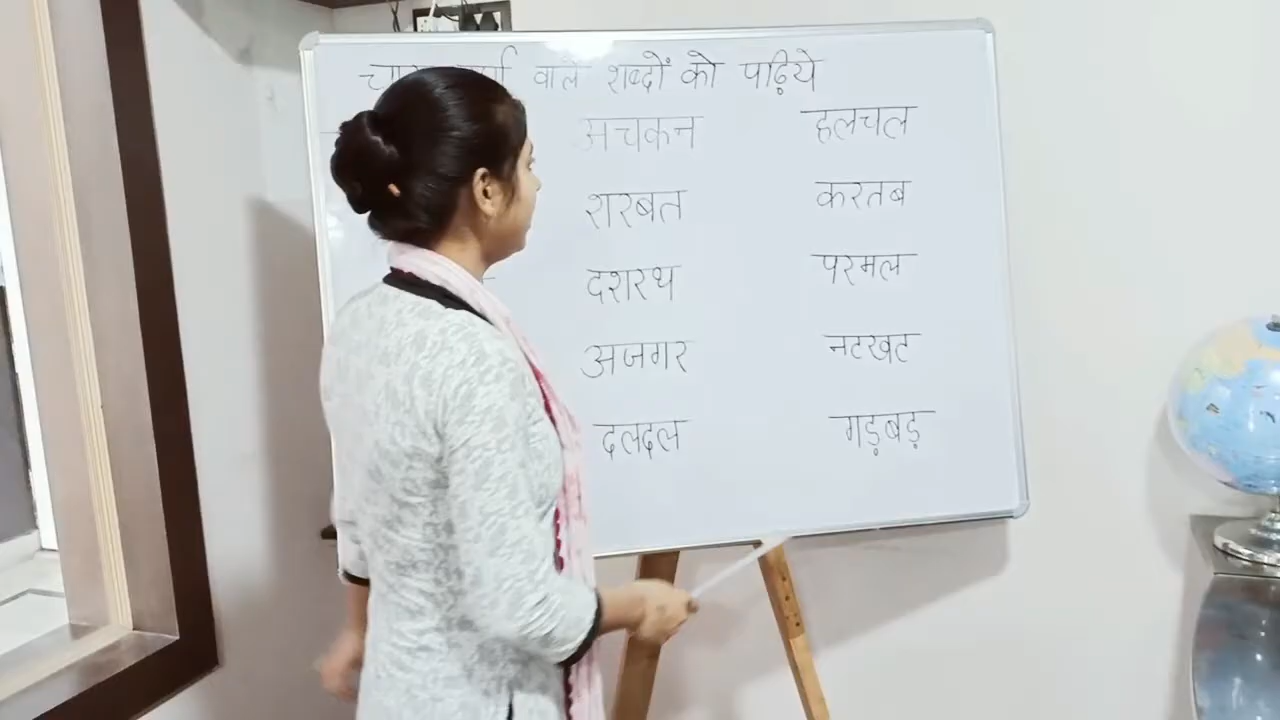 वाले शब्दों को पढ़िये
अचकन हलचल
शरबत करतब
दशरथ परमल
अजगर नटखट
दलदल गड़बड़